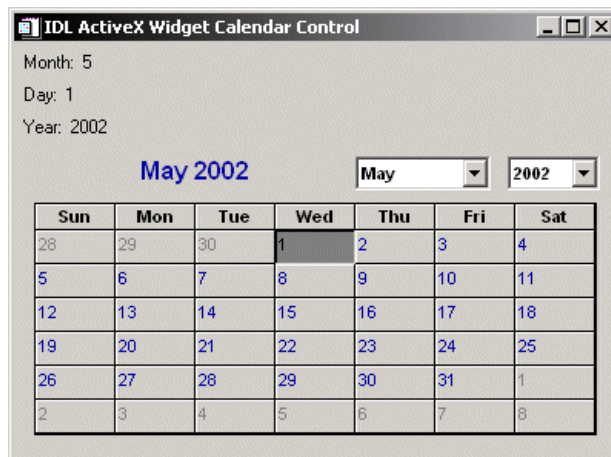 IDL ActiveX Widget Calendar Control
Month: 5
Day: 1
Year: 2002
May 2002 May 2002
Sun Mon Tue Wed Thu Fri Sat
28 29 30 1 2 3 4
5 6 7 8 9 10 11
12 13 14 15 16 17 18
19 20 21 22 23 24 25
26 27 28 29 30 31 1
2 3 4 5 6 7 8